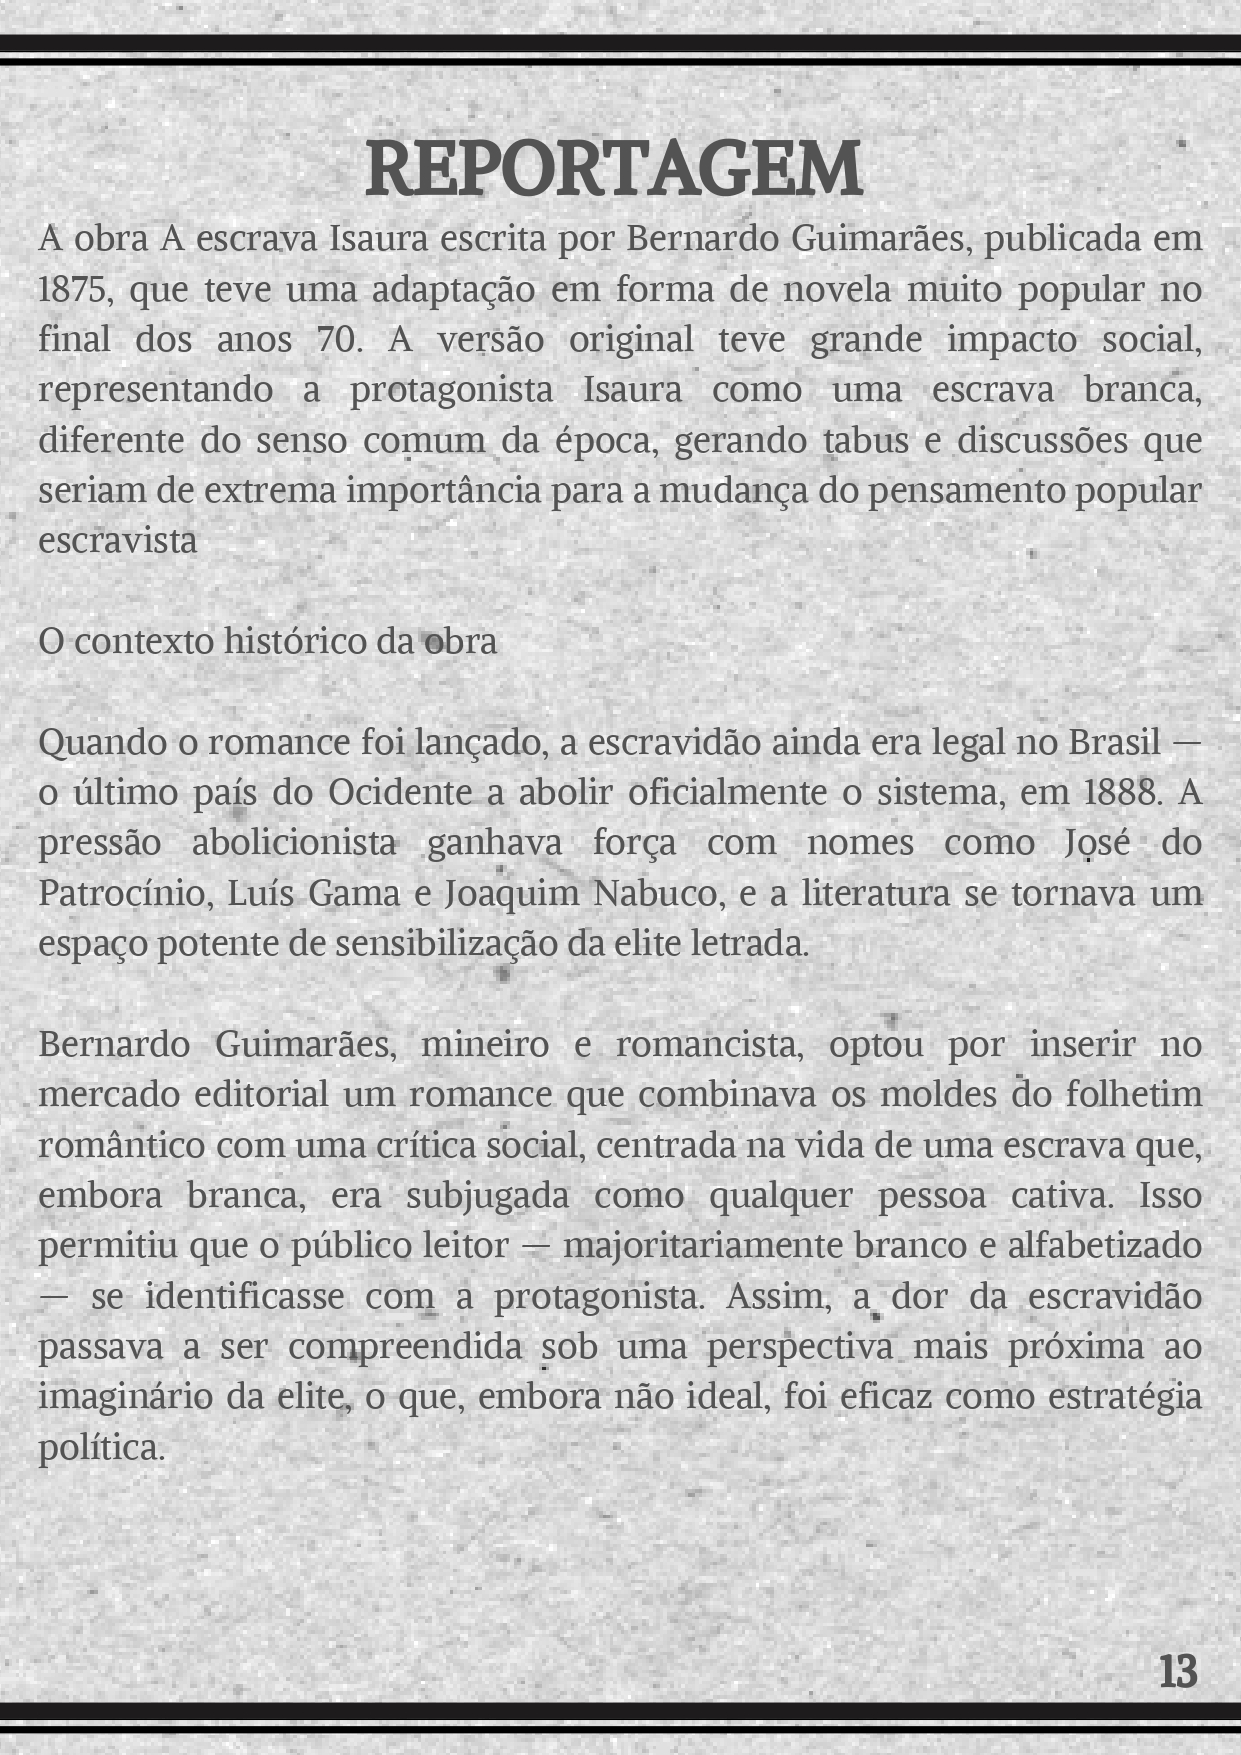 REPORTAGEM
A obra A escrava Isaura escrita por Bernardo Guimarães, publicada em
1875, que teve uma adaptação em forma de novela muito popular no
final dos anos 70. A versão original teve grande impacto social,
representando a protagonista Isaura como uma escrava branca,
diferente do senso comum da época, gerando tabus e discussões que
seriam de extrema importância para a mudança do pensamento popular
escravista
O contexto histórico da obra
Quando o romance foi lançado, a escravidão ainda era legal no Brasil —
o último país do Ocidente a abolir oficialmente o sistema, em 1888. A
pressão abolicionista ganhava força com nomes como José do
Patrocínio, Luís Gama e Joaquim Nabuco, e a literatura se tornava um
espaço potente de sensibilização da elite letrada.
Bernardo Guimarães, mineiro e romancista, optou por inserir no
mercado editorial um romance que combinava os moldes do folhetim
romântico com uma crítica social, centrada na vida de uma escrava que,
embora branca, era subjugada como qualquer pessoa cativa. Isso
permitiu que o público leitor — majoritariamente branco e alfabetizado
— se identificasse com a protagonista. Assim, a dor da escravidão
passava a ser compreendida sob uma perspectiva mais próxima ao
imaginário da elite, o que, embora não ideal, foi eficaz como estratégia
política.
13